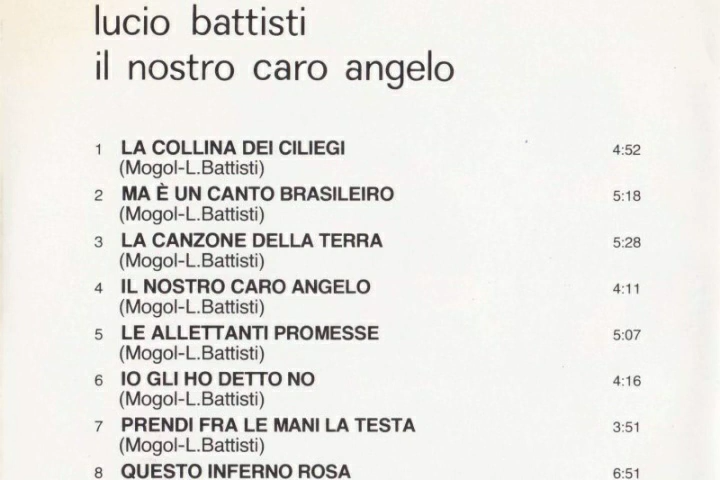 lucio battisti
il nostro caro angelo
1 LA COLLINA DEI CILIEGI 4:52
(Mogol-L.Battisti)
2 MA È UN CANTO BRASILEIRO 5:18
(Mogol-L.Battisti)
3 LA CANZONE DELLA TERRA 5:28
(Mogol-L.Battisti)
4 IL NOSTRO CARO ANGELO 4:11
(Mogol-L.Battisti)
5 LE ALLETTANTI PROMESSE 5:07
(Mogol-L.Battisti)
6 IO GLI HO DETTO NO 4:16
(Mogol-L.Battisti)
7 PRENDI FRA LE MANI LA TESTA 3:51
(Mogol-L.Battisti)
8 QUESTO INFERNO ROSA 6:51